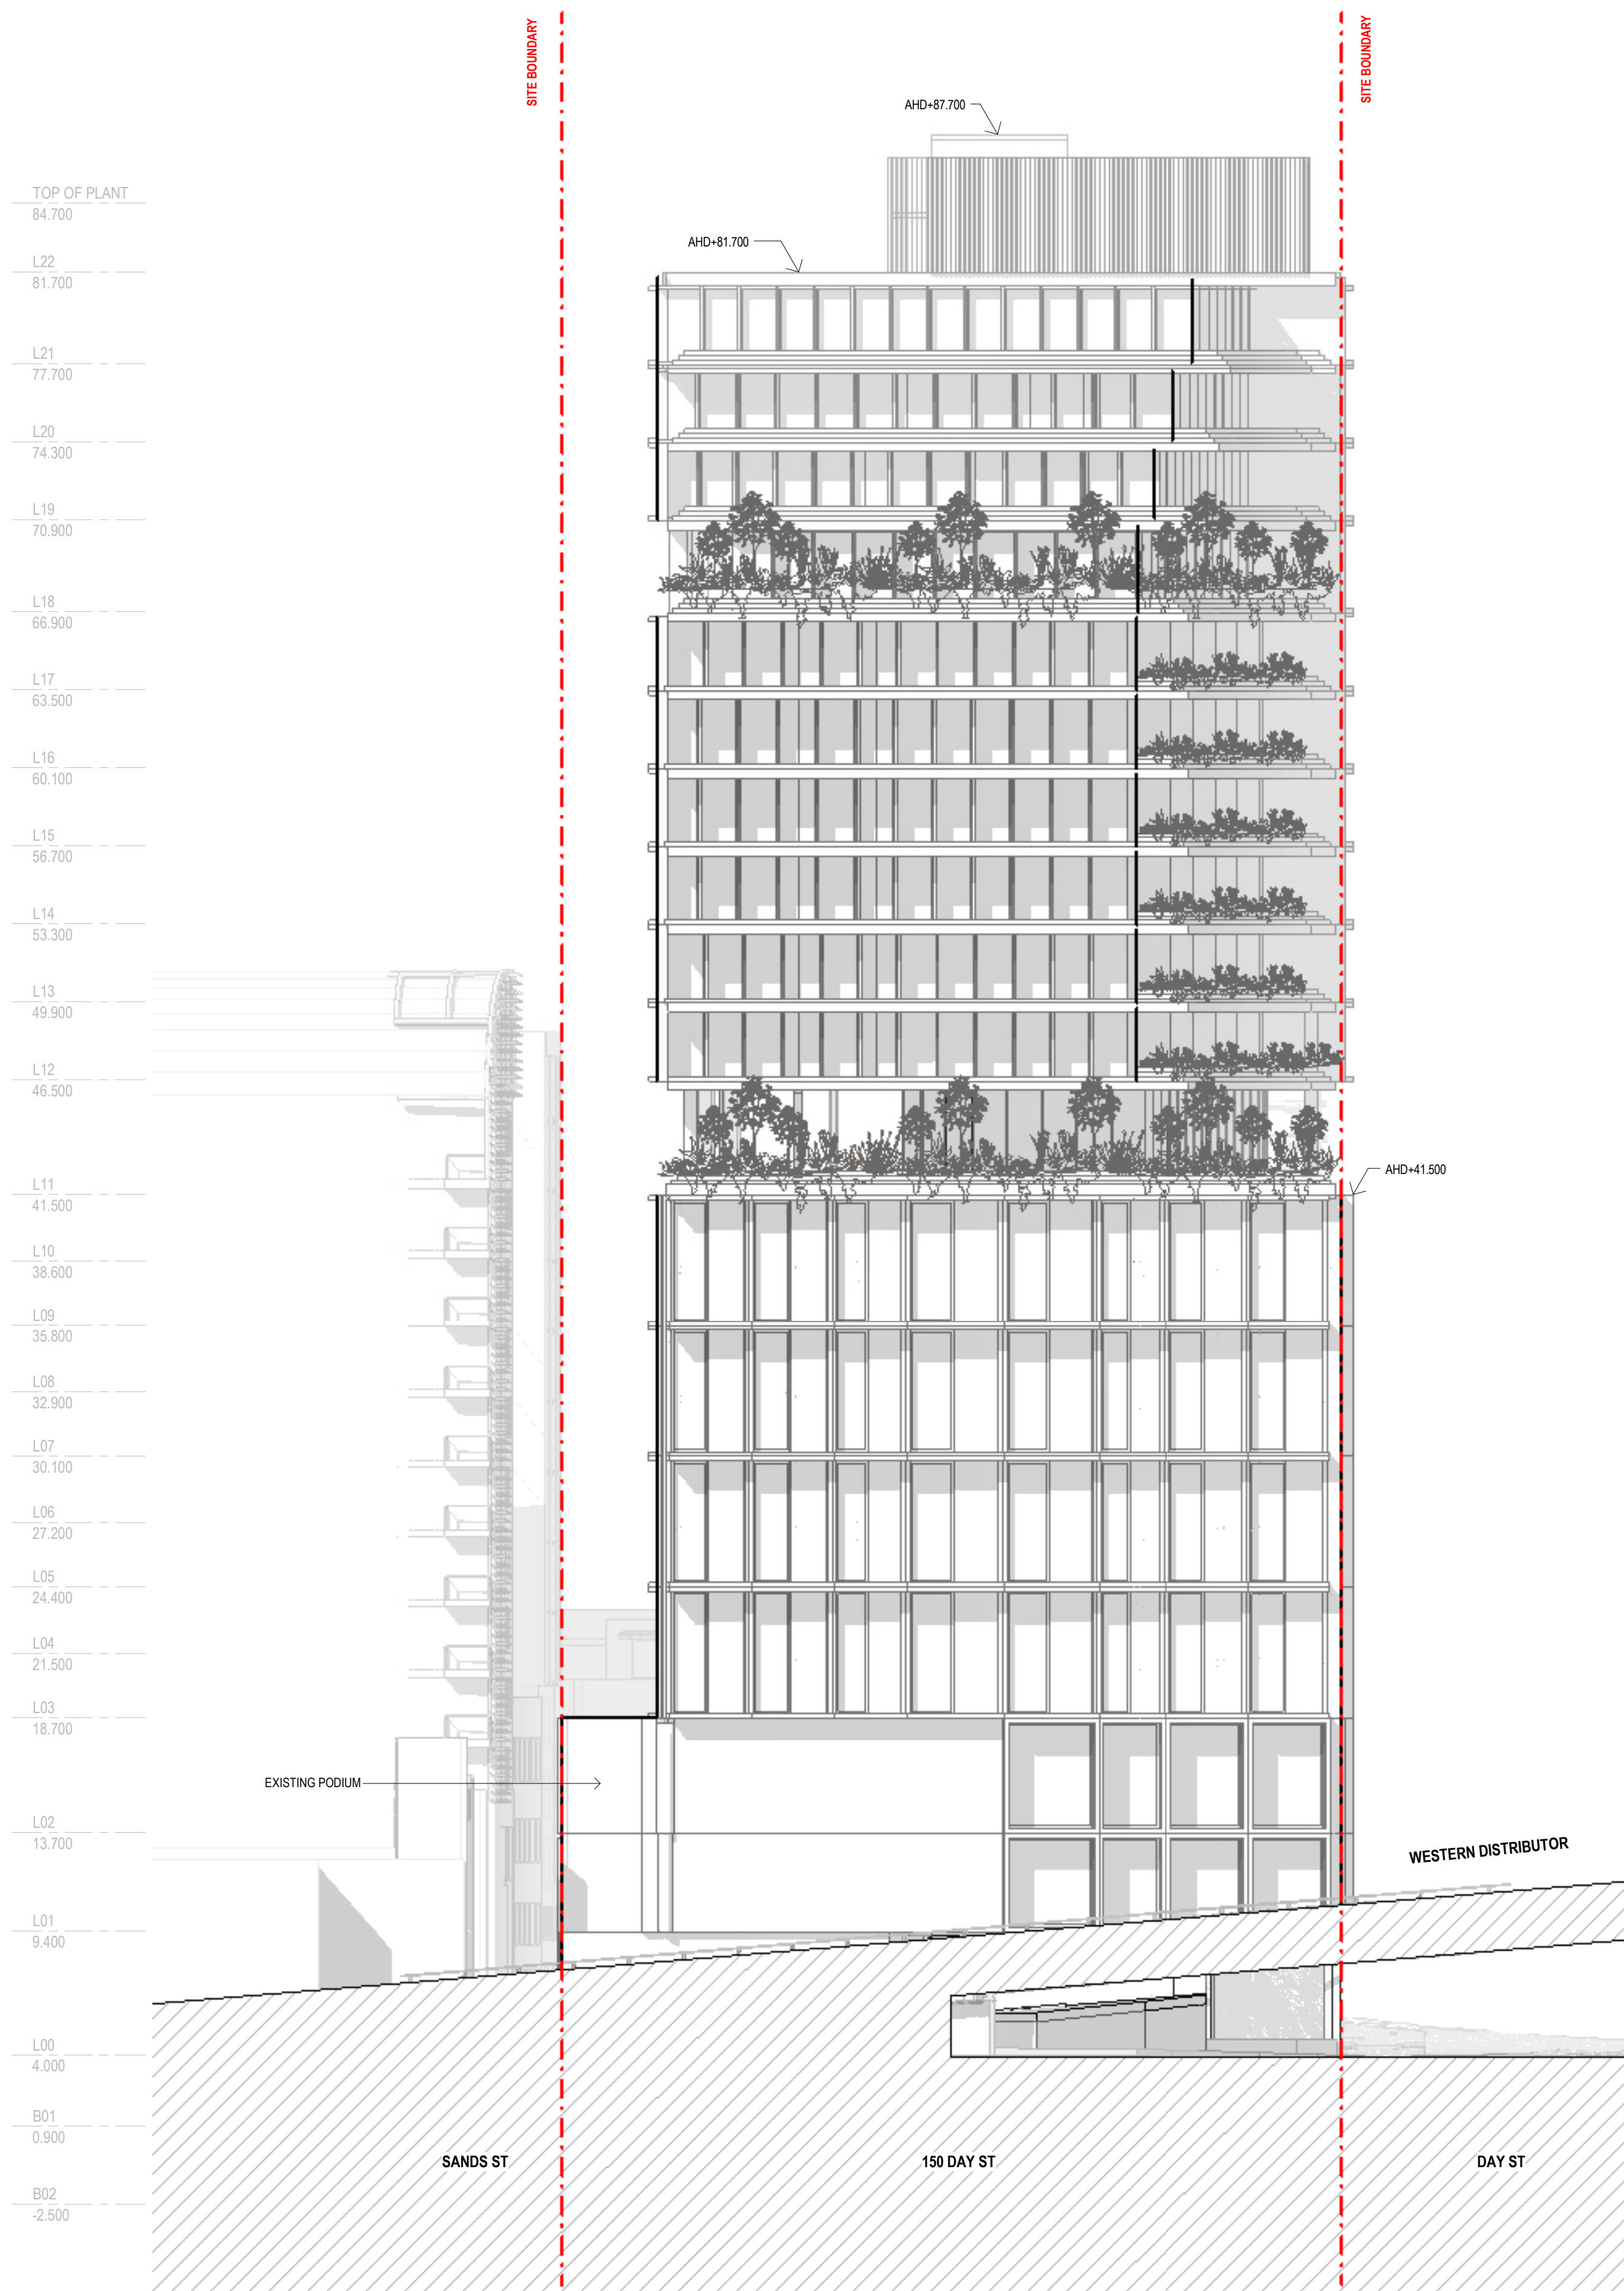 SITE BOUNDARY
SITE BOUNDARY
AHD+87.700
TOP OF PLANT
84.700
AHD+81.700
L22
81.700
L21
77.700
L20
74.300
L19
70.900
L18
66.900
L17
63.500
L16
60.100
L15
56.700
L14
53.300
L13
49.900
L12
46.500
AHD+41.500
L11
41.500
L10
38.600
L09
35.800
L08
32.900
L07
30.100
L06
27.200
L05
24.400
L04
21.500
L03
18.700
EXISTING PODIUM
L02
13.700
WESTERN DISTRIBUTOR
L01
9.400
L00
4.000
B01
0.900
SANDS ST
150 DAY ST
DAY ST
B02
-2.500